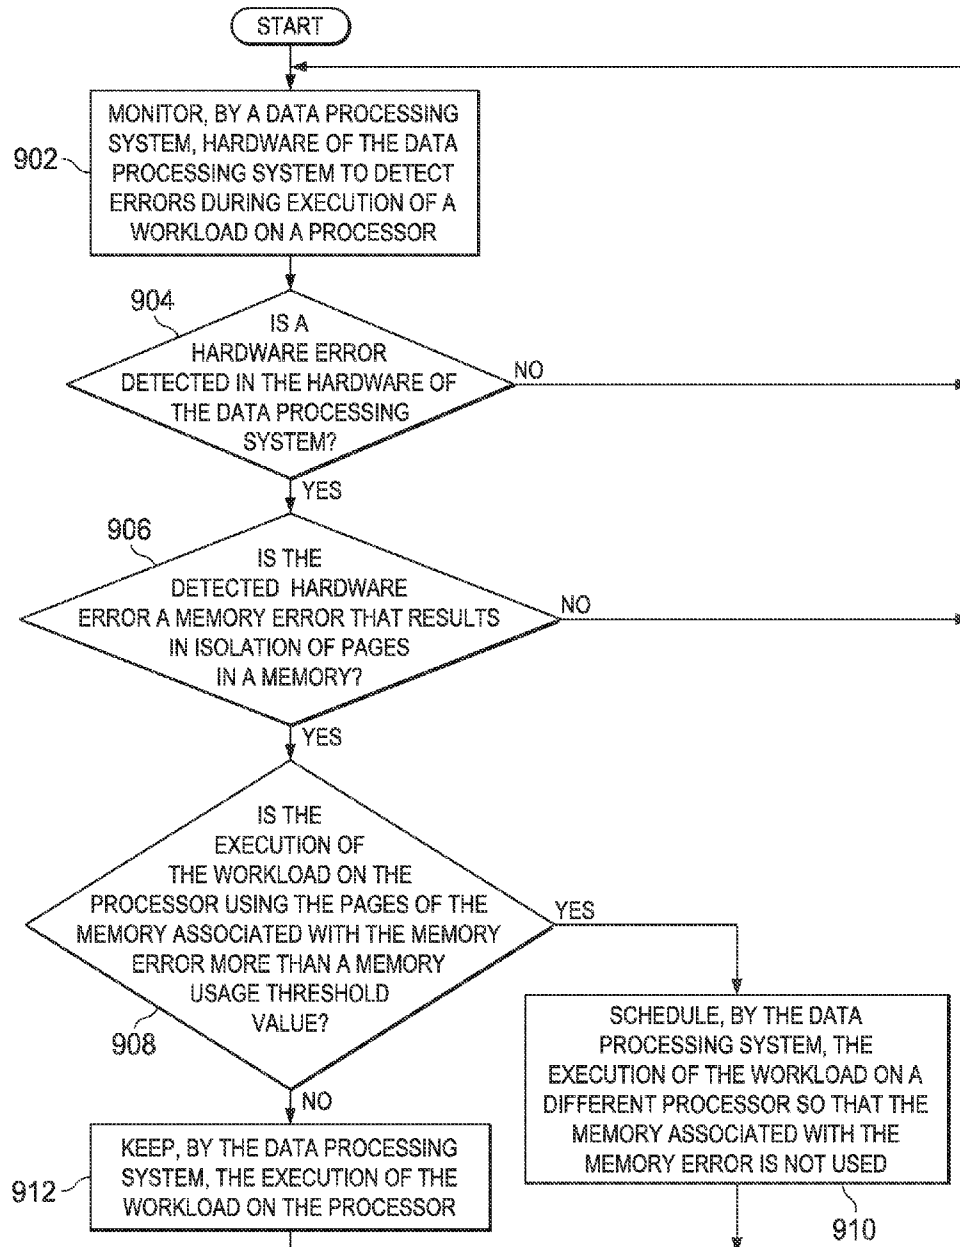 START
MONITOR, BY A DATA PROCESSING
SYSTEM, HARDWARE OF THE DATA
PROCESSING SYSTEM TO DETECT
ERRORS DURING EXECUTION OF A
WORKLOAD ON A PROCESSOR
902
904
IS A
HARDWARE ERROR
DETECTED IN THE HARDWARE OF
THE DATA PROCESSING
SYSTEM?
NO
YES
906
IS THE
DETECTED HARDWARE
ERROR A MEMORY ERROR THAT RESULTS
IN ISOLATION OF PAGES
IN A MEMORY?
NO
YES
IS THE
EXECUTION OF
THE WORKLOAD ON THE
PROCESSOR USING THE PAGES OF THE
MEMORY ASSOCIATED WITH THE MEMORY
ERROR MORE THAN A MEMORY
USAGE THRESHOLD
VALUE?
908
YES
NO
SCHEDULE, BY THE DATA
PROCESSING SYSTEM, THE
EXECUTION OF THE WORKLOAD ON A
DIFFERENT PROCESSOR SO THAT THE
MEMORY ASSOCIATED WITH THE
MEMORY ERROR IS NOT USED
910
KEEP, BY THE DATA PROCESSING
SYSTEM, THE EXECUTION OF THE
WORKLOAD ON THE PROCESSOR
912